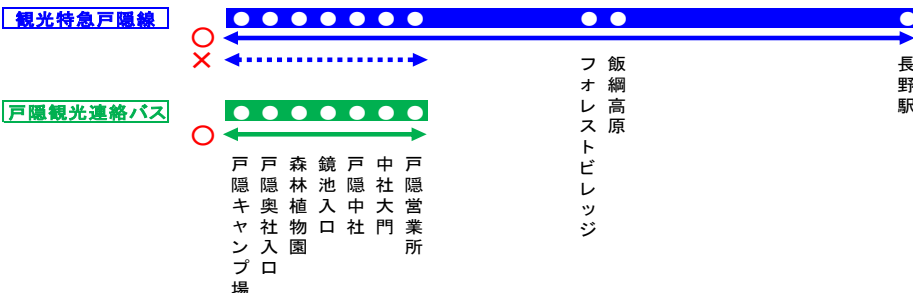 観光特急戸隠線
○
×
フォレストビレッジ
飯綱高原
長野駅
戸隠観光連絡バス
○
戸隠キャンプ場
戸隠奥社入口
森林植物園
鏡池入口
戸隠中社
中社大門
戸隠営業所